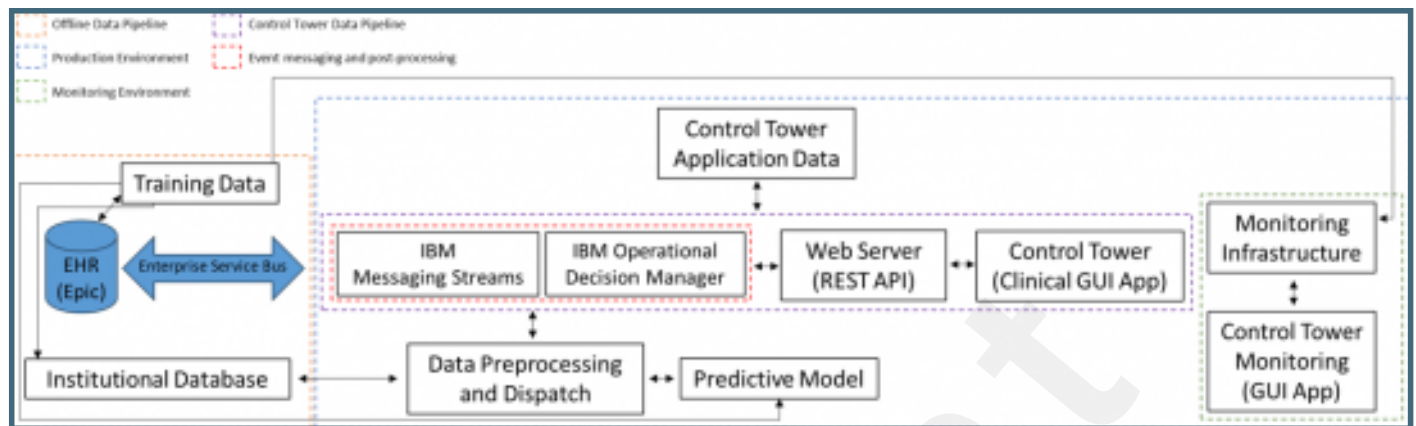 Offline Data Pipeline
Control Tower Data Pipeline
Production Environment
Event messaging and post-processing
Monitoring Environment
Control Tower
Application Data
Training Data
EHR
(Epic)
Enterprise Service Bus
IBM
Messaging Streams
IBM Operational
Decision Manager
Web Server
(REST API)
Control Tower
(Clinical GUI App)
Monitoring
Infrastructure
Institutional Database
Data Preprocessing
and Dispatch
Predictive Model
Control Tower
Monitoring
(GUI App)